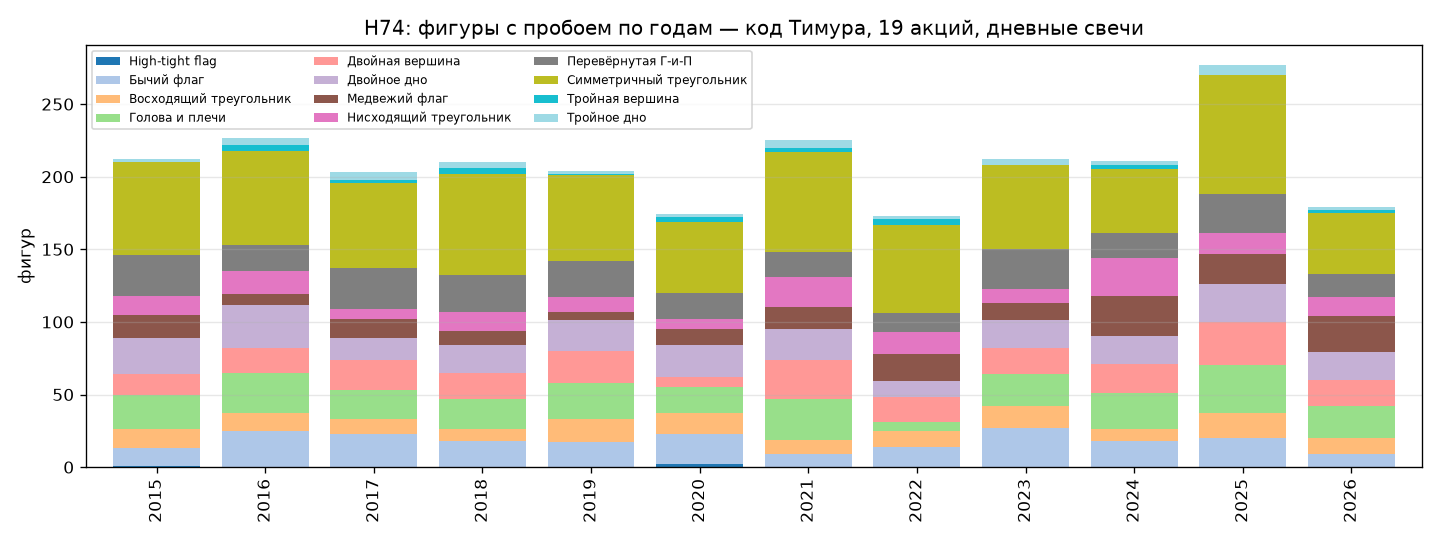 H74: фигуры с пробоем по годам — код Тимура, 19 акций, дневные свечи
High-tight flag
Бычий флаг
Восходящий треугольник
Голова и плечи
Двойная вершина
Двойное дно
Медвежий флаг
Нисходящий треугольник
Перевёрнутая Г-и-П
Симметричный треугольник
Тройная вершина
Тройное дно
фигур
250
200
150
100
50
0
2015
2016
2017
2018
2019
2020
2021
2022
2023
2024
2025
2026